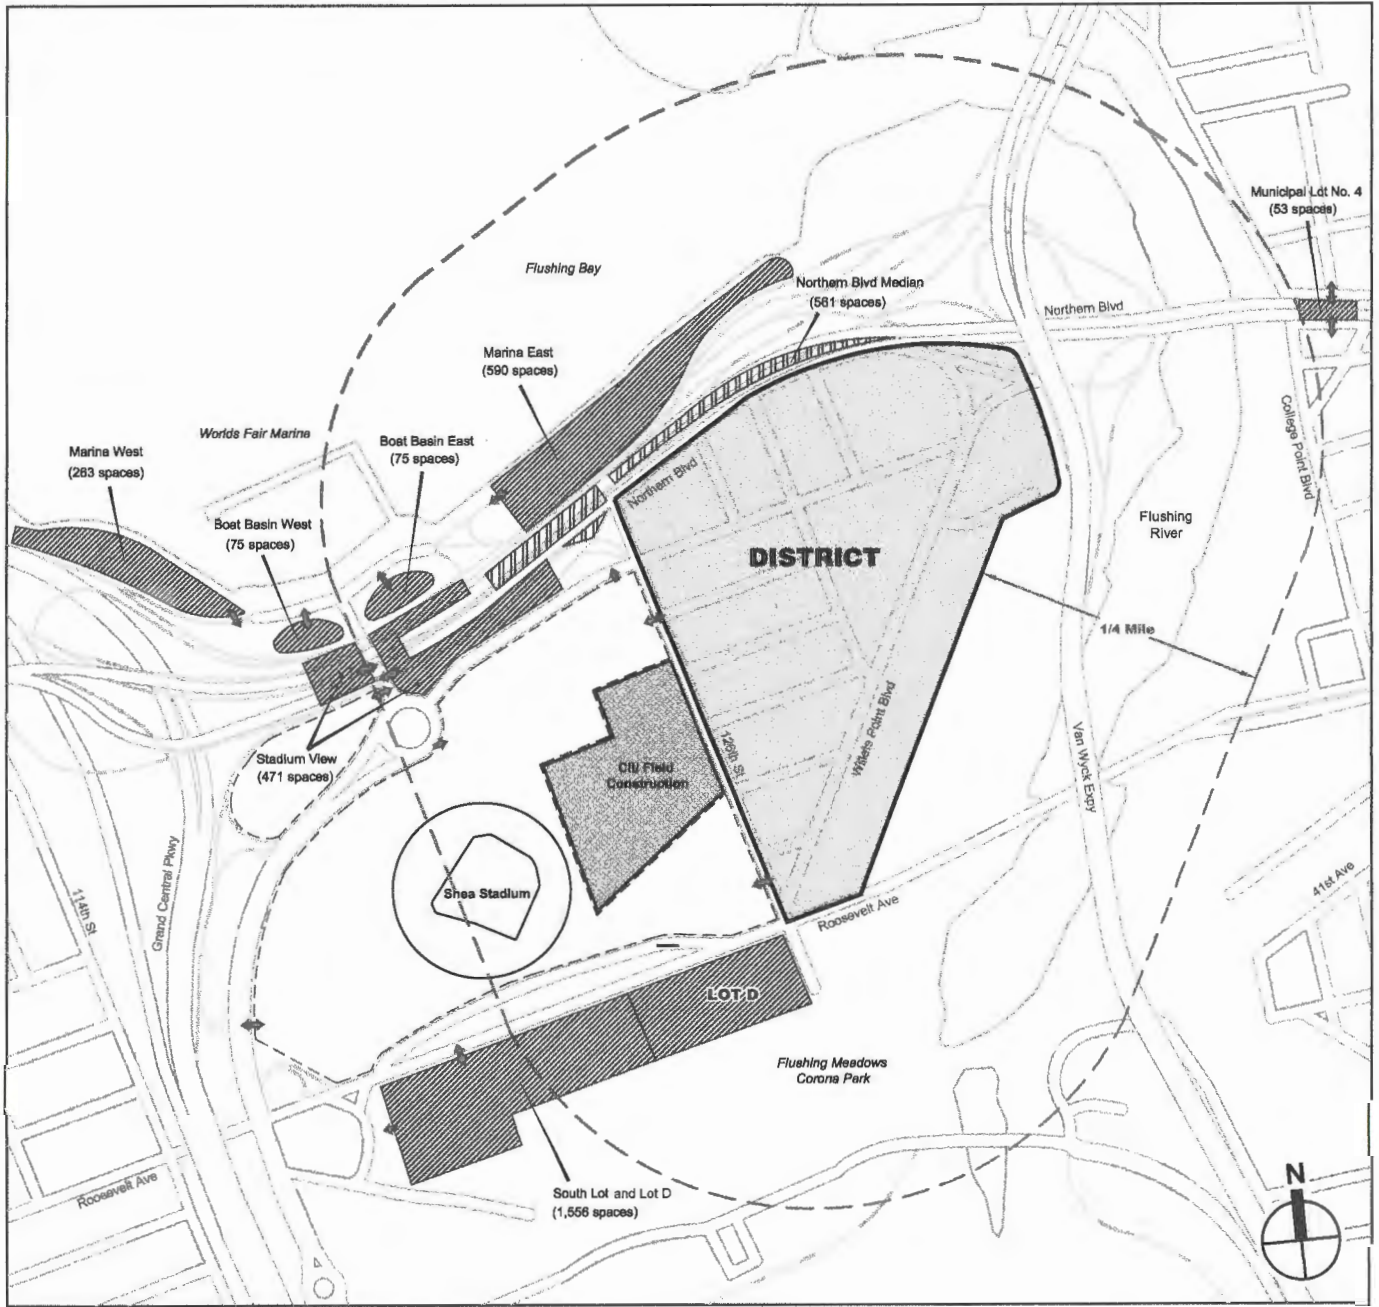 Municipal Lot No. 4
(53 spaces)
Flushing Bay
Northern Blvd Median
(561 spaces)
Northern Blvd
Marina East
(590 spaces)
Worlds Fair Marina
Boat Basin East
(75 spaces)
Marina West
(263 spaces)
College Point Blvd
Northern Blvd
Boat Basin West
(75 spaces)
Flushing
River
DISTRICT
1/4 Mile
Willets Point Blvd
126th St
Van Wyck Expy
Stadium View
(471 spaces)
Citi Field
Construction
Grand Central Pkwy
114th St
Shea Stadium
41st Ave
Roosevelt Ave
LOT D
Flushing Meadows
Corona Park
Roosevelt Ave
South Lot and Lot D
(1,556 spaces)
N